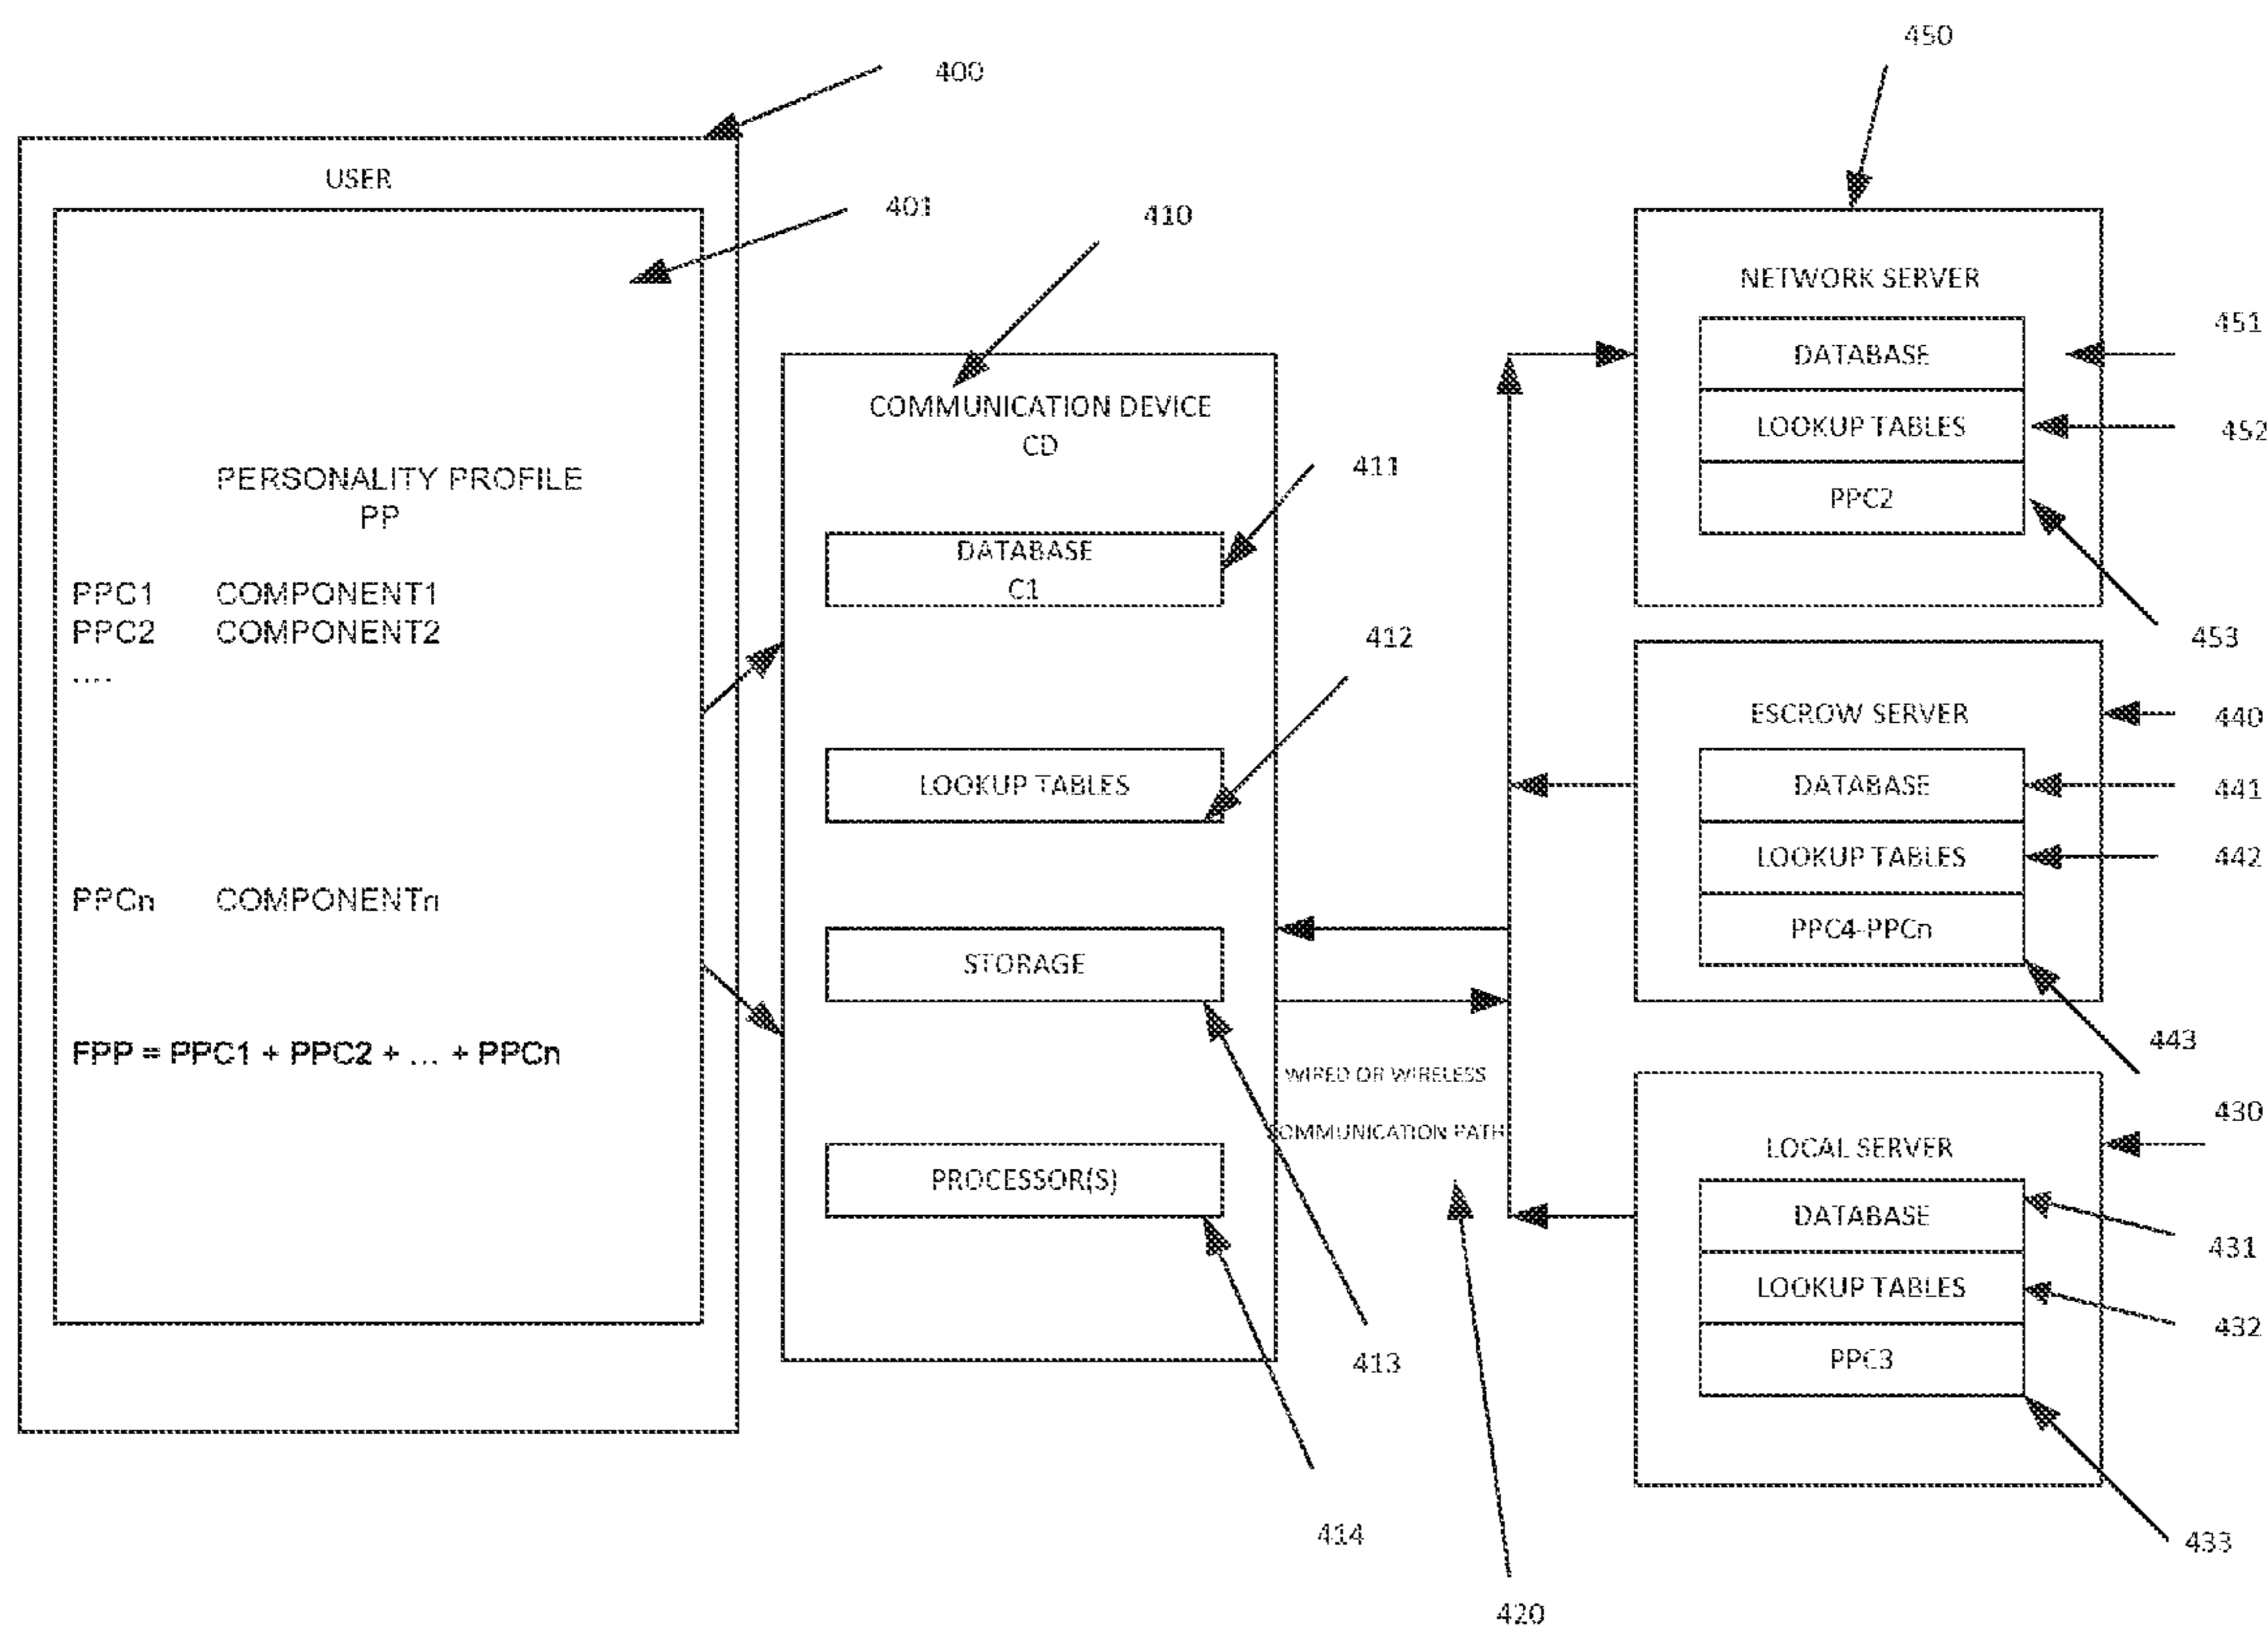 400
USER
401
PERSONALITY PROFILE
PP
PPC1 COMPONENT1
PPC2 COMPONENT2
....
PPCn COMPONENTn
FPP = PPC1 + PPC2 + ... + PPCn
410
COMMUNICATION DEVICE
CD
411
DATABASE
C1
412
LOOKUP TABLES
STORAGE
413
PROCESSOR(S)
414
WIRED OR WIRELESS
OMMUNICATION PATH
420
450
NETWORK SERVER
451
DATABASE
LOOKUP TABLES
452
PPC2
453
ESCROW SERVER
440
DATABASE
441
LOOKUP TABLES
442
PPC4-PPCn
443
430
LOCAL SERVER
DATABASE
431
LOOKUP TABLES
432
PPC3
433